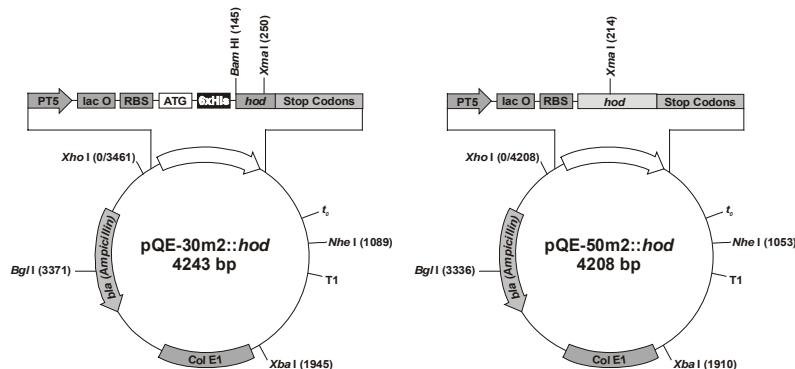 Bam HI (145)
Xma I (250)
PT5 lac O RBS ATG 6xHis hod Stop Codons
Xho I (0/3461)
t₀
pQE-30m2::hod
4243 bp
Nhe I (1089)
T1
Bgl I (3371)
bla (Ampicillin)
Col E1
Xba I (1945)
Xma I (214)
PT5 lac O RBS hod Stop Codons
Xho I (0/4208)
t₀
pQE-50m2::hod
4208 bp
Nhe I (1053)
T1
Bgl I (3336)
bla (Ampicillin)
Col E1
Xba I (1910)